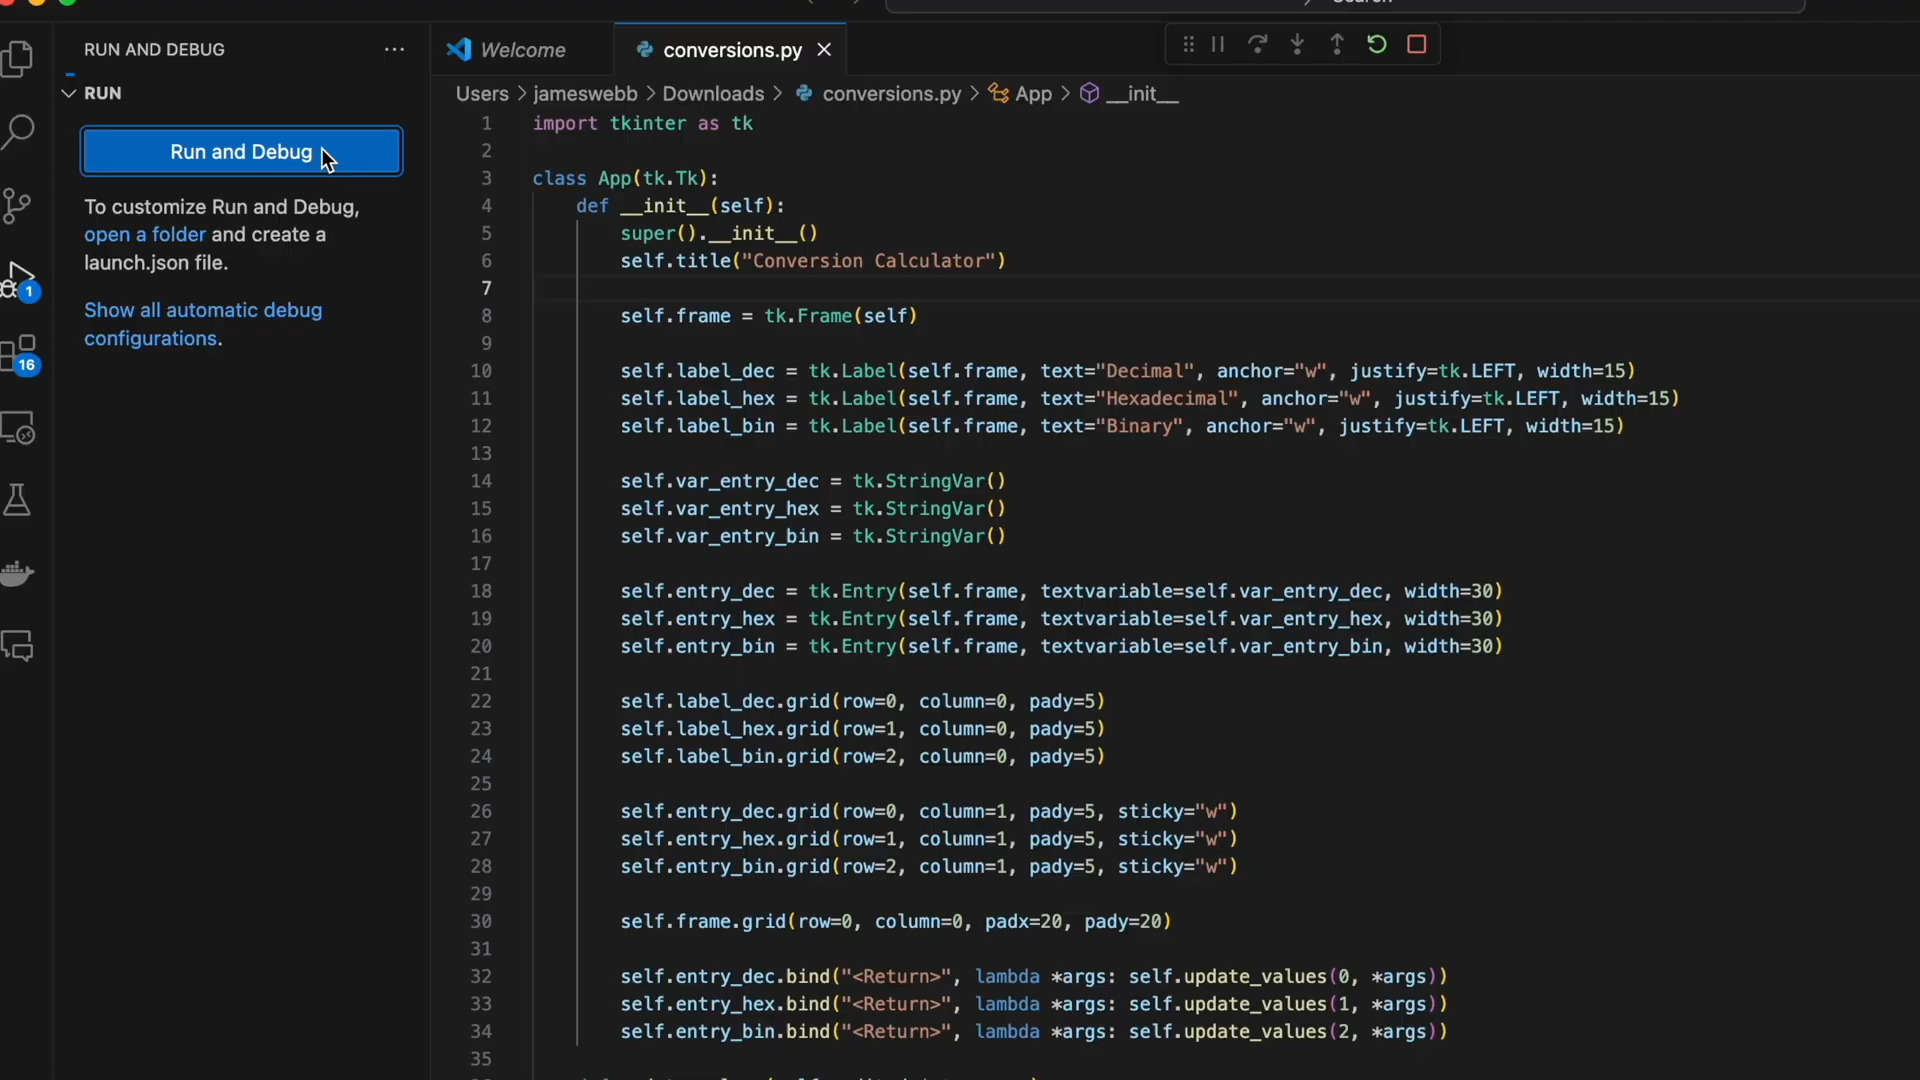 Search
RUN AND DEBUG
Welcome
conversions.py
RUN
Users > jameswebb > Downloads > conversions.py > App > __init__
Run and Debug
To customize Run and Debug,
open a folder and create a
launch.json file.
Show all automatic debug
configurations.
1
16
1 import tkinter as tk
2
3 class App(tk.Tk):
4     def __init__(self):
5         super().__init__()
6         self.title("Conversion Calculator")
7
8         self.frame = tk.Frame(self)
9
10         self.label_dec = tk.Label(self.frame, text="Decimal", anchor="w", justify=tk.LEFT, width=15)
11         self.label_hex = tk.Label(self.frame, text="Hexadecimal", anchor="w", justify=tk.LEFT, width=15)
12         self.label_bin = tk.Label(self.frame, text="Binary", anchor="w", justify=tk.LEFT, width=15)
13
14         self.var_entry_dec = tk.StringVar()
15         self.var_entry_hex = tk.StringVar()
16         self.var_entry_bin = tk.StringVar()
17
18         self.entry_dec = tk.Entry(self.frame, textvariable=self.var_entry_dec, width=30)
19         self.entry_hex = tk.Entry(self.frame, textvariable=self.var_entry_hex, width=30)
20         self.entry_bin = tk.Entry(self.frame, textvariable=self.var_entry_bin, width=30)
21
22         self.label_dec.grid(row=0, column=0, pady=5)
23         self.label_hex.grid(row=1, column=0, pady=5)
24         self.label_bin.grid(row=2, column=0, pady=5)
25
26         self.entry_dec.grid(row=0, column=1, pady=5, sticky="w")
27         self.entry_hex.grid(row=1, column=1, pady=5, sticky="w")
28         self.entry_bin.grid(row=2, column=1, pady=5, sticky="w")
29
30         self.frame.grid(row=0, column=0, padx=20, pady=20)
31
32         self.entry_dec.bind("<Return>", lambda *args: self.update_values(0, *args))
33         self.entry_hex.bind("<Return>", lambda *args: self.update_values(1, *args))
34         self.entry_bin.bind("<Return>", lambda *args: self.update_values(2, *args))
35